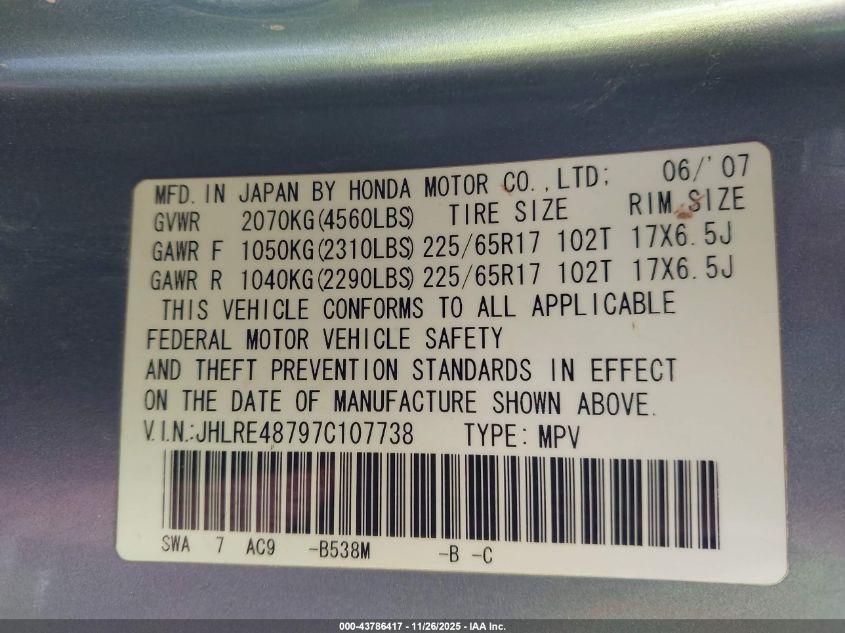 MFD. IN JAPAN BY HONDA MOTOR CO.,LTD; 06/'07
GVWR 2070KG(4560LBS) TIRE SIZE RIM SIZE
GAWR F 1050KG(2310LBS) 225/65R17 102T 17X6.5J
GAWR R 1040KG(2290LBS) 225/65R17 102T 17X6.5J
THIS VEHICLE CONFORMS TO ALL APPLICABLE
FEDERAL MOTOR VEHICLE SAFETY
AND THEFT PREVENTION STANDARDS IN EFFECT
ON THE DATE OF MANUFACTURE SHOWN ABOVE.
V.I.N.:JHLRE48797C107738 TYPE: MPV
SWA 7 AC9 -B538M -B -C
000-43786417 - 11/26/2025 - IAA Inc.